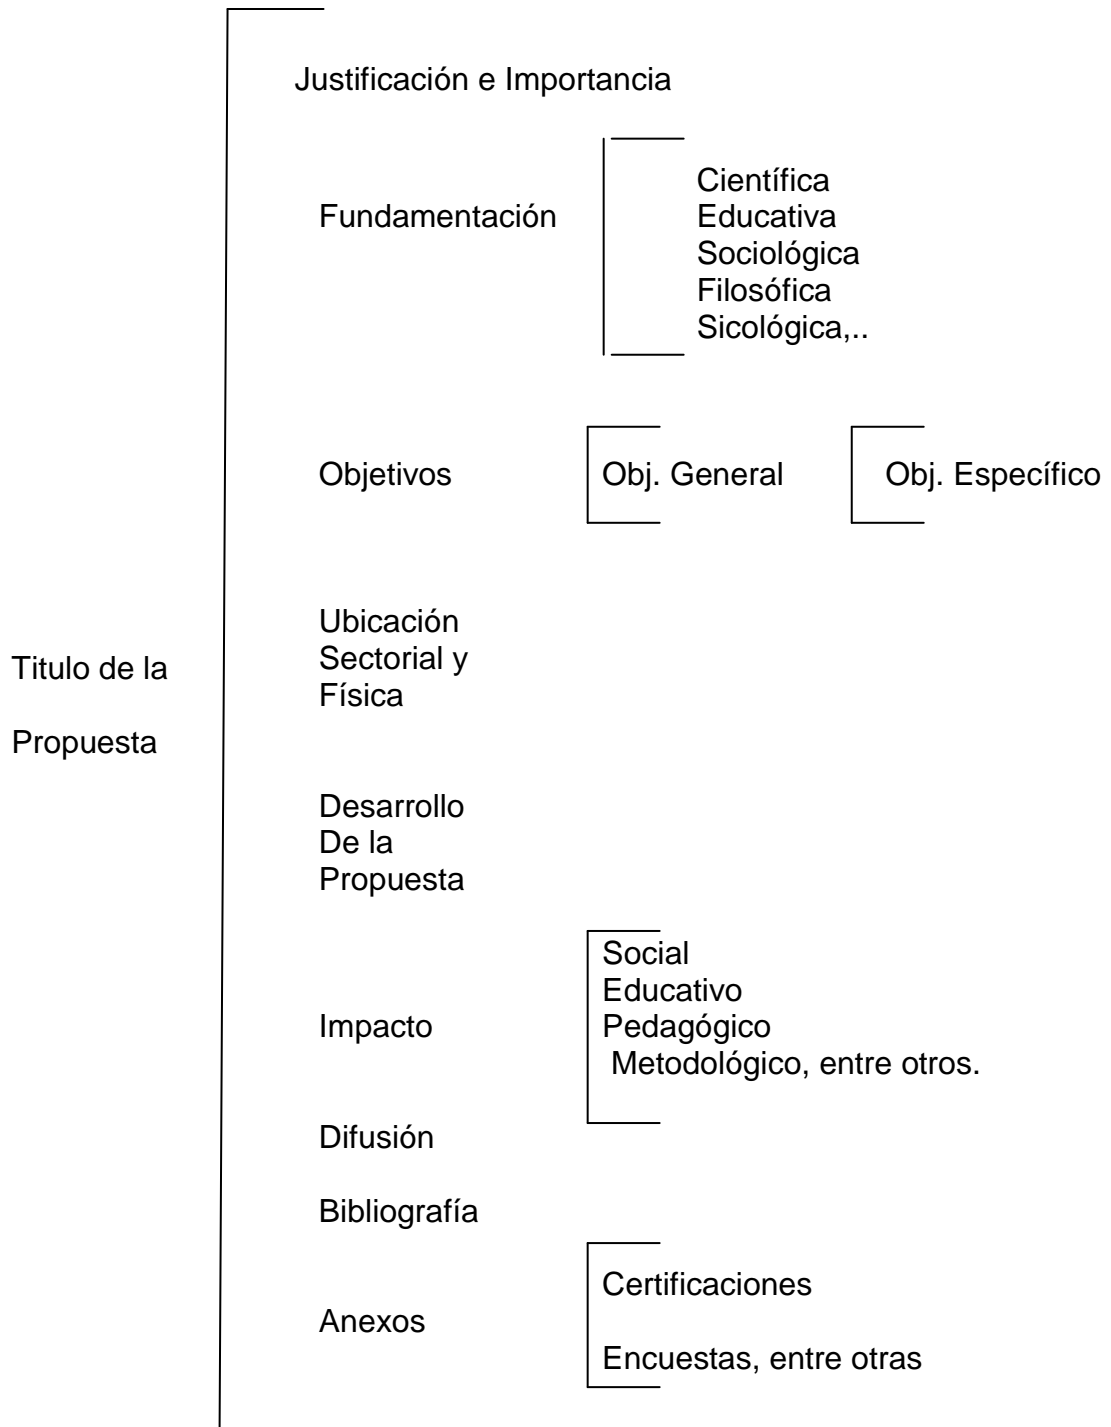 Justificación e Importancia
Fundamentación
Científica
Educativa
Sociológica
Filosófica
Sicológica,..
Objetivos
Obj. General
Obj. Específico
Ubicación
Sectorial y
Física
Titulo de la
Propuesta
Desarrollo
De la
Propuesta
Impacto
Social
Educativo
Pedagógico
Metodológico, entre otros.
Difusión
Bibliografía
Anexos
Certificaciones
Encuestas, entre otras